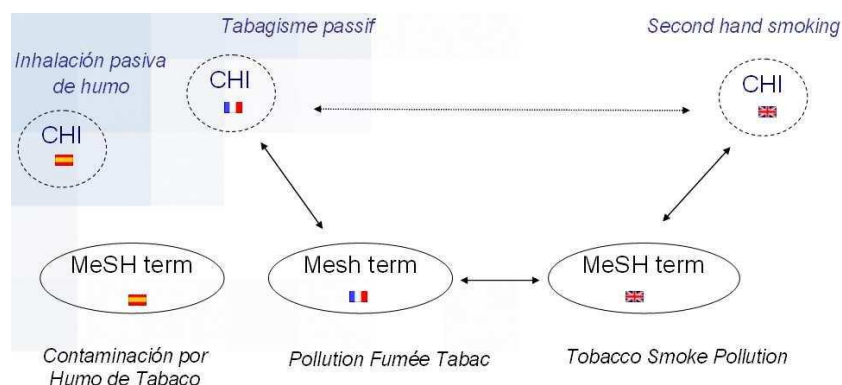 Tabagisme passif
Second hand smoking
Inhalación pasiva
de humo
CHI
CHI
CHI
MeSH term
Mesh term
MeSH term
Contaminación por
Humo de Tabaco
Pollution Fumée Tabac
Tobacco Smoke Pollution